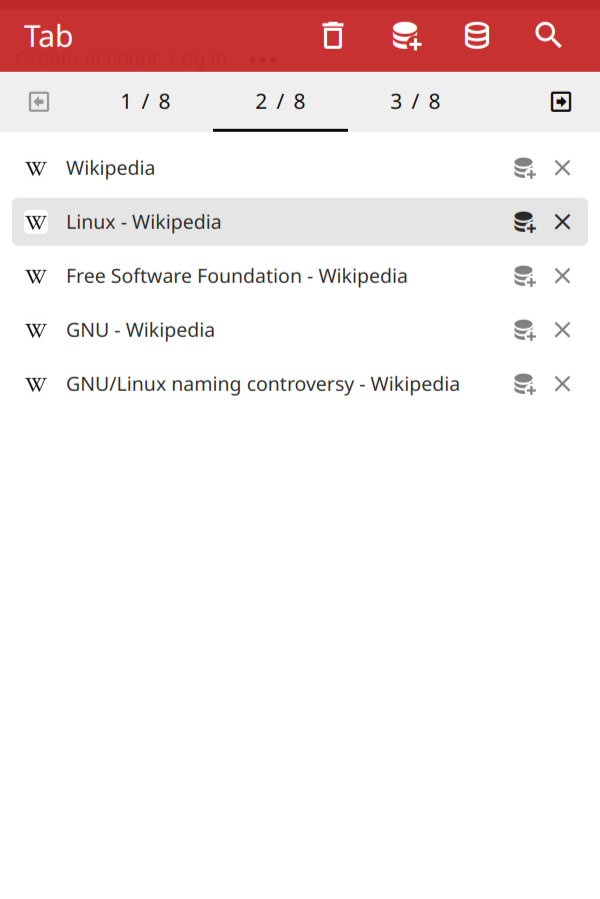 Tab
Create account Log in
1 / 8 2 / 8 3 / 8
W Wikipedia
W Linux - Wikipedia
W Free Software Foundation - Wikipedia
W GNU - Wikipedia
W GNU/Linux naming controversy - Wikipedia